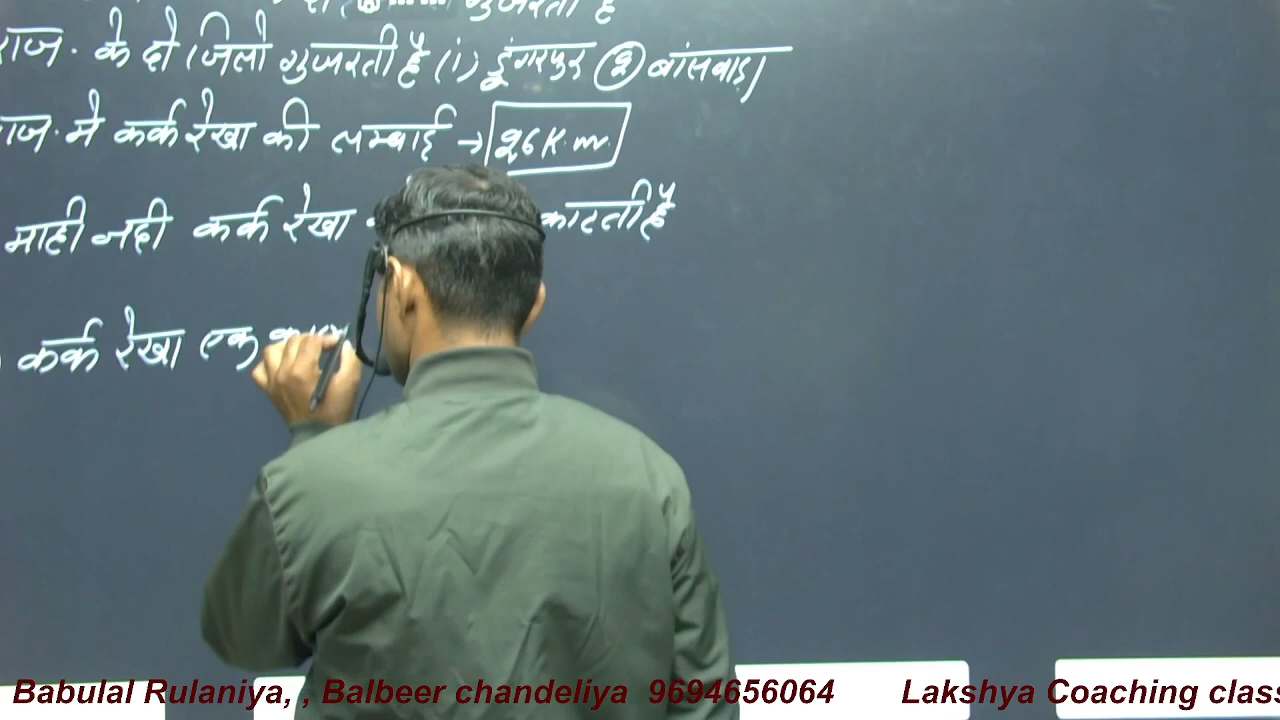 गुजरती है
राज. के दो जिलो गुजरती है (i) डूंगरपुर (2) बांसवाड़ा
राज. मे कर्क रेखा की लम्बाई → 26 K.m.
माही नदी कर्क रेखा काटती है
कर्क रेखा एक
Babulal Rulaniya, , Balbeer chandeliya 9694656064 Lakshya Coaching class